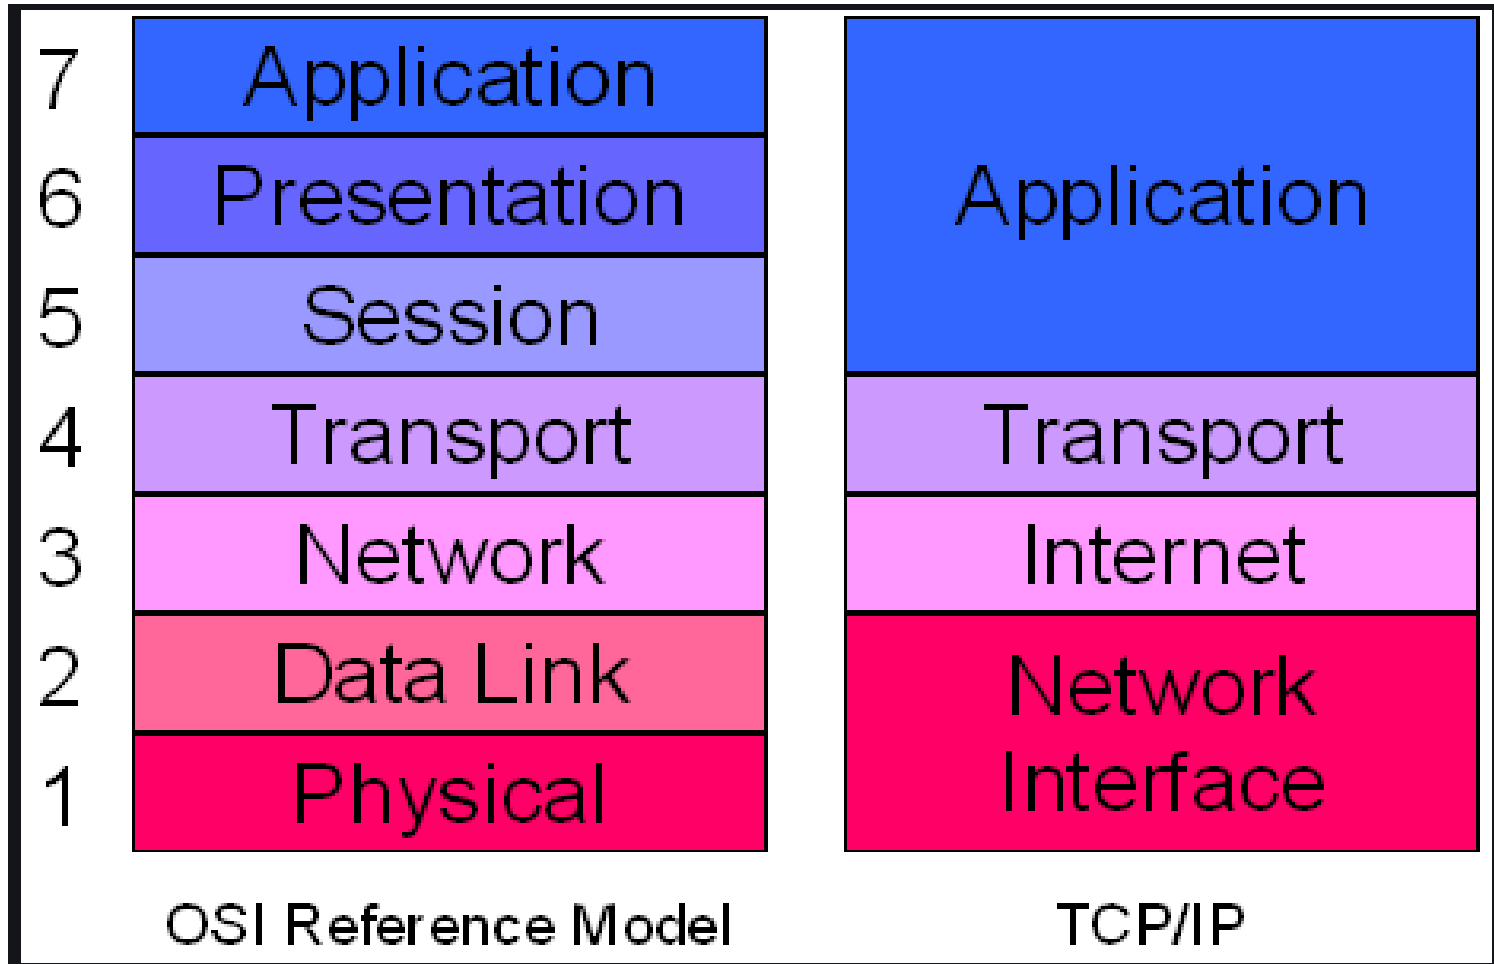 7
Application
6
Presentation
5
Session
4
Transport
3
Network
2
Data Link
1
Physical
OSI Reference Model
Application
Transport
Internet
Network
Interface
TCP/IP